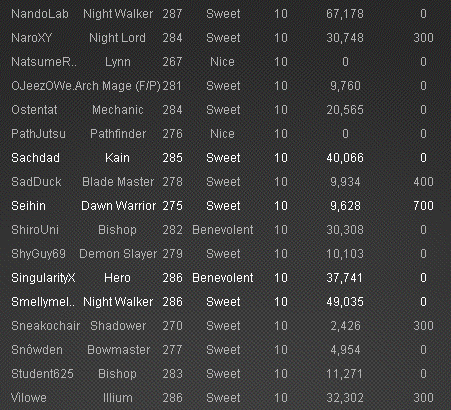 NandoLab Night Walker 287 Sweet 10 67,178 0
NaroXY Night Lord 284 Sweet 10 30,748 300
NatsumeR.. Lynn 267 Nice 10 0 0
OJeezOWe.. Arch Mage (F/P) 281 Sweet 10 9,760 0
Ostentat Mechanic 284 Sweet 10 20,565 0
PathJutsu Pathfinder 276 Nice 10 0 0
Sachdad Kain 285 Sweet 10 40,066 0
SadDuck Blade Master 278 Sweet 10 9,934 400
Seihin Dawn Warrior 275 Sweet 10 9,628 700
ShiroUni Bishop 282 Benevolent 10 30,308 0
ShyGuy69 Demon Slayer 279 Sweet 10 10,103 0
SingularityX Hero 286 Benevolent 10 37,741 0
Smellymel.. Night Walker 286 Sweet 10 49,035 0
Sneakochair Shadower 270 Sweet 10 2,426 300
Snôwden Bowmaster 277 Sweet 10 4,954 0
Student625 Bishop 283 Sweet 10 11,271 0
Vilowe Illium 286 Sweet 10 32,302 300